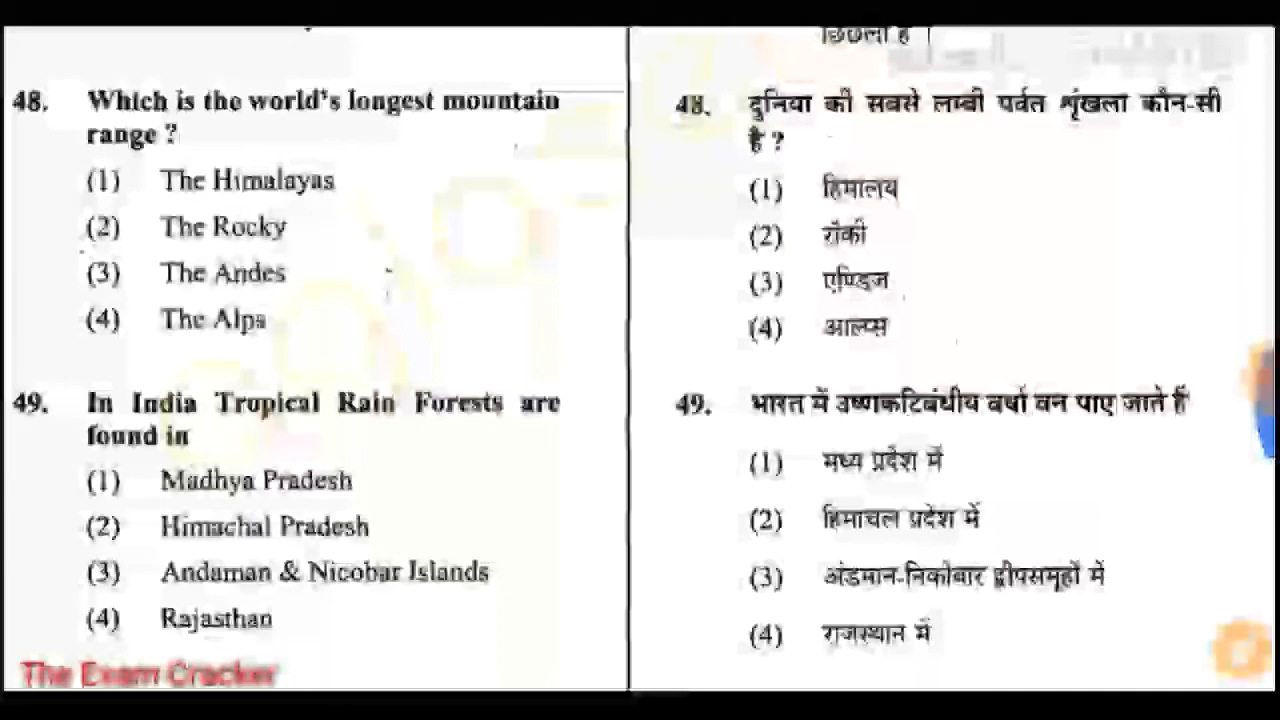 48. Which is the world's longest mountain
range ?
(1) The Himalayas
(2) The Rocky
(3) The Andes
(4) The Alps
49. In India Tropical Rain Forests are
found in
(1) Madhya Pradesh
(2) Himachal Pradesh
(3) Andaman & Nicobar Islands
(4) Rajasthan
The Exam Cracker
छिछला है |
48. दुनिया की सबसे लम्बी पर्वत शृंखला कौन-सी
है ?
(1) हिमालय
(2) रॉकी
(3) एण्डिज
(4) आल्प्स
49. भारत में उष्णकटिबंधीय वर्षा वन पाए जाते हैं
(1) मध्य प्रदेश में
(2) हिमाचल प्रदेश में
(3) अंडमान-निकोबार द्वीपसमूहों में
(4) राजस्थान में